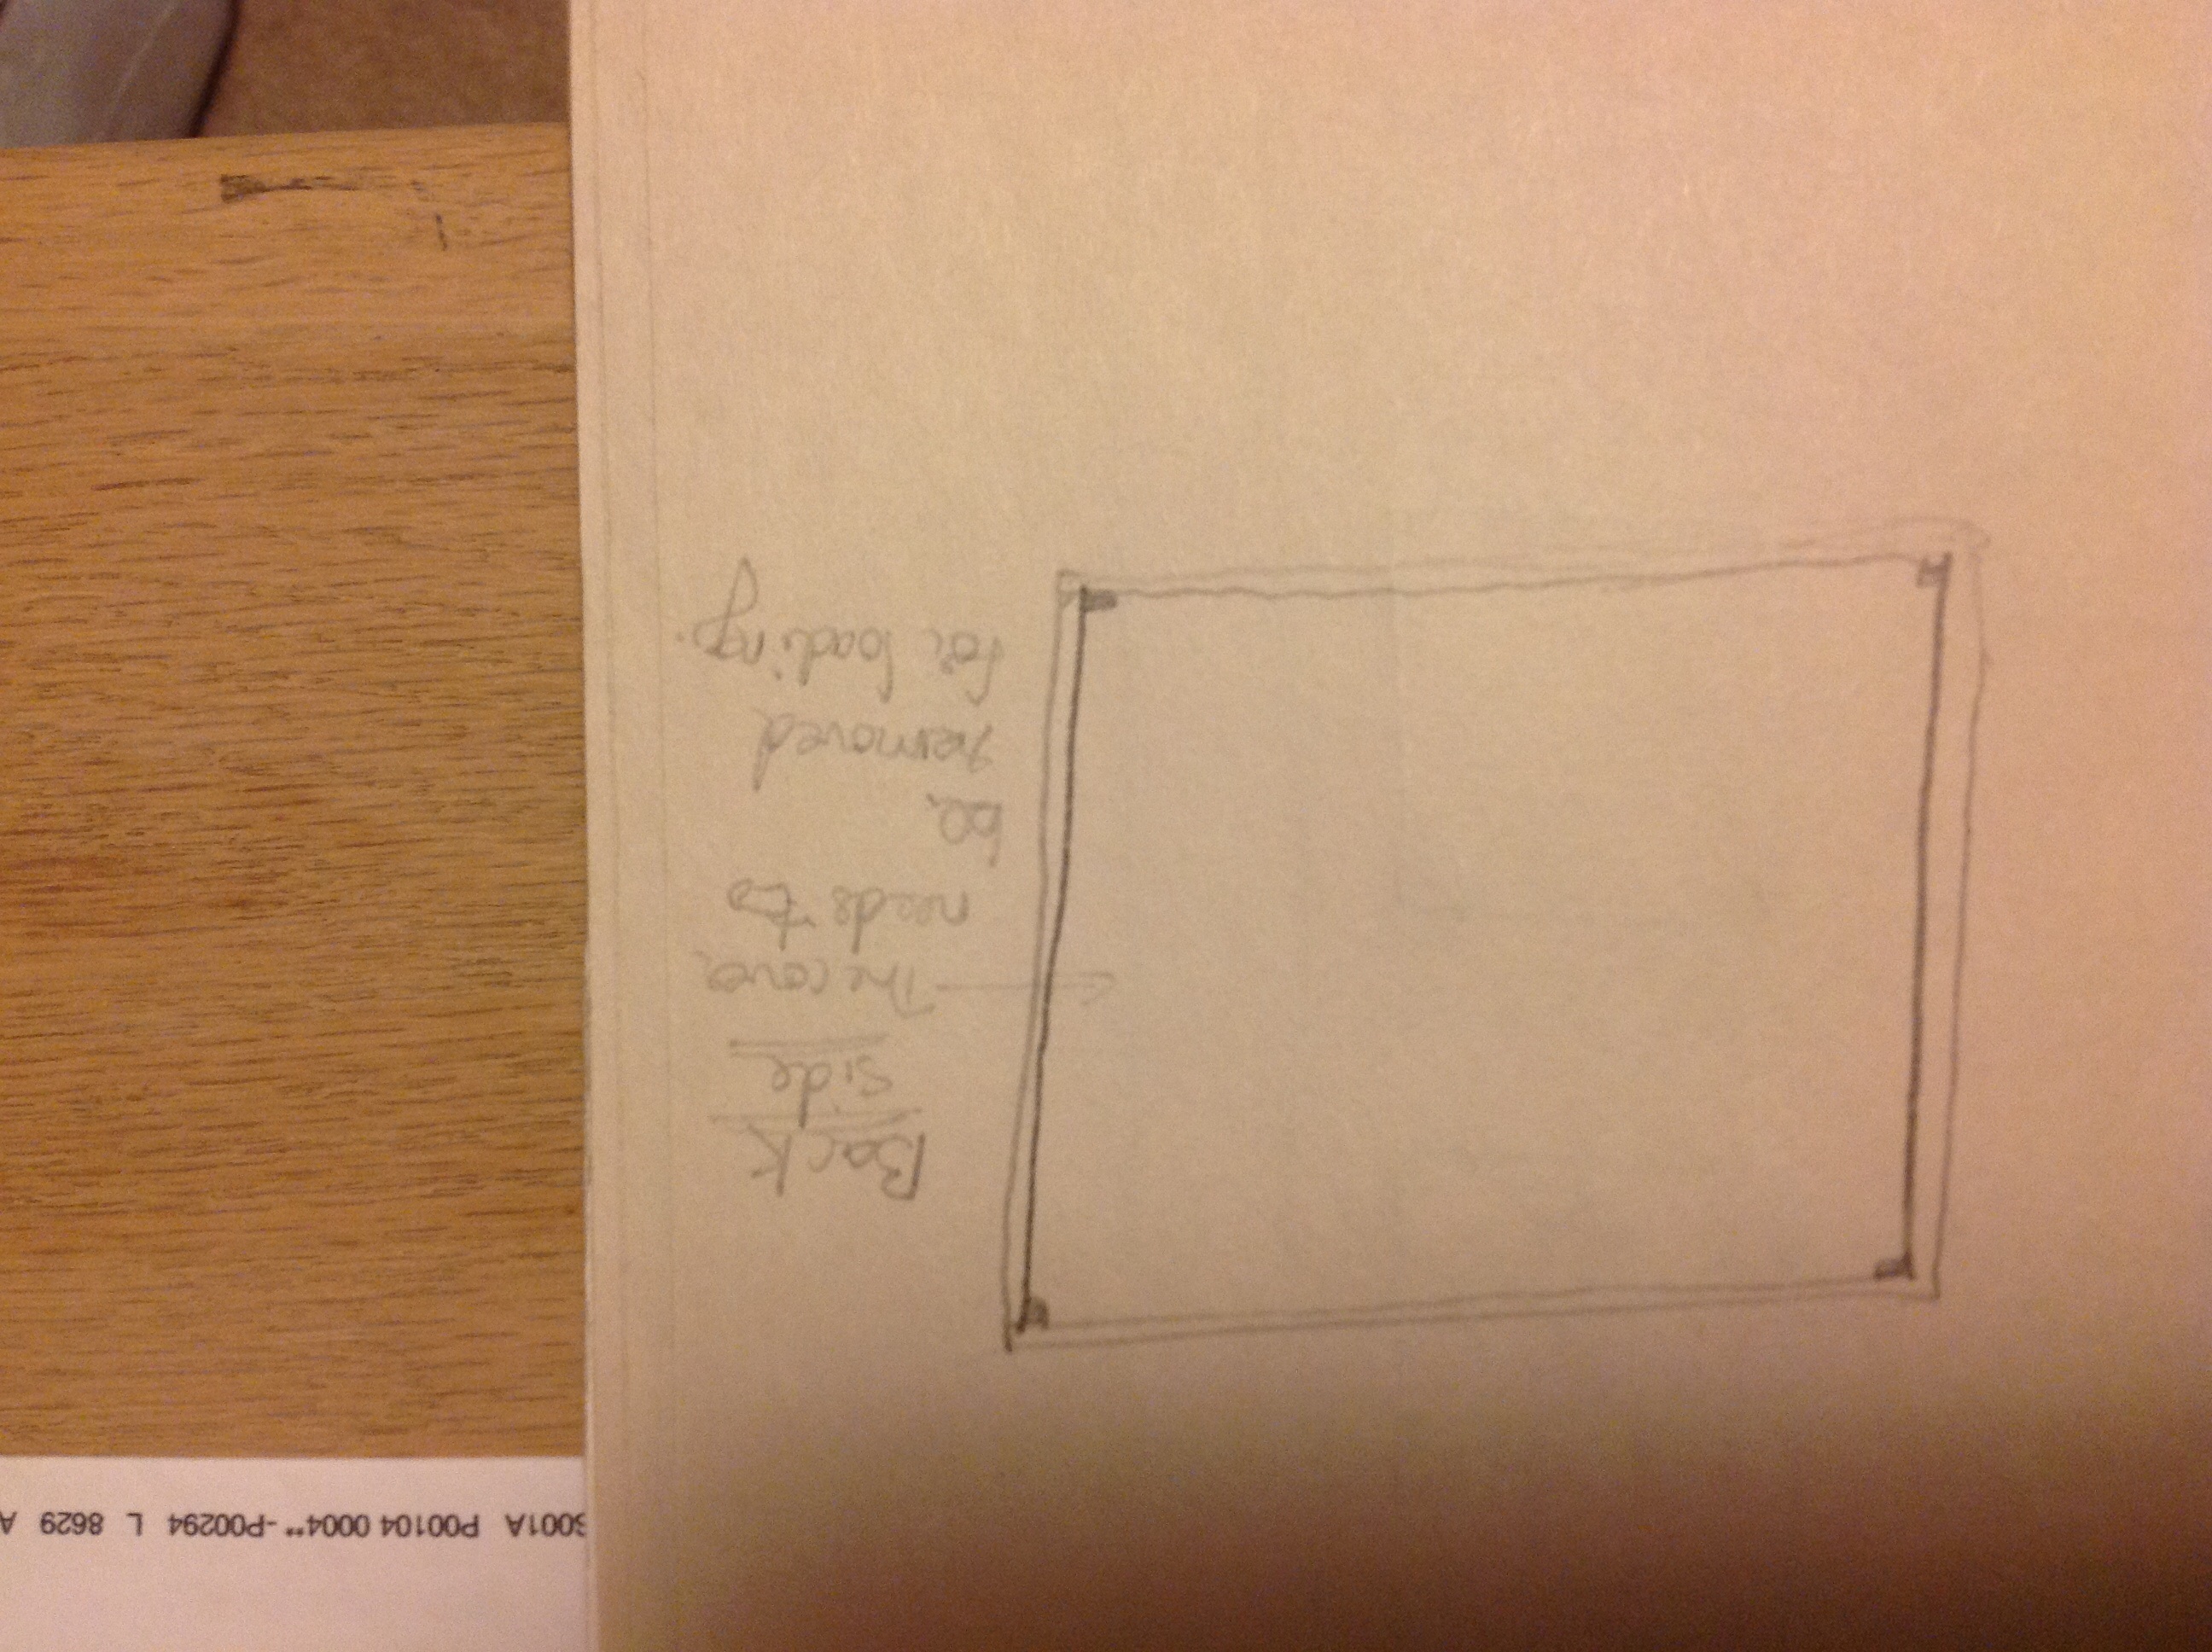 S001A P00104 0004** -P00294 L 8629 A
Back
side
The cover
needs to
be
removed
for loading.